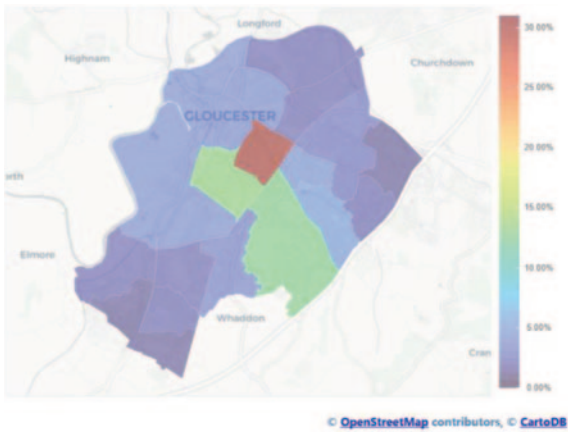 Longford
Highnam
Churchdown
GLOUCESTER
orth
Elmore
Whaddon
Cran
30.00%
25.00%
20.00%
15.00%
10.00%
5.00%
0.00%
© OpenStreetMap contributors, © CartoDB